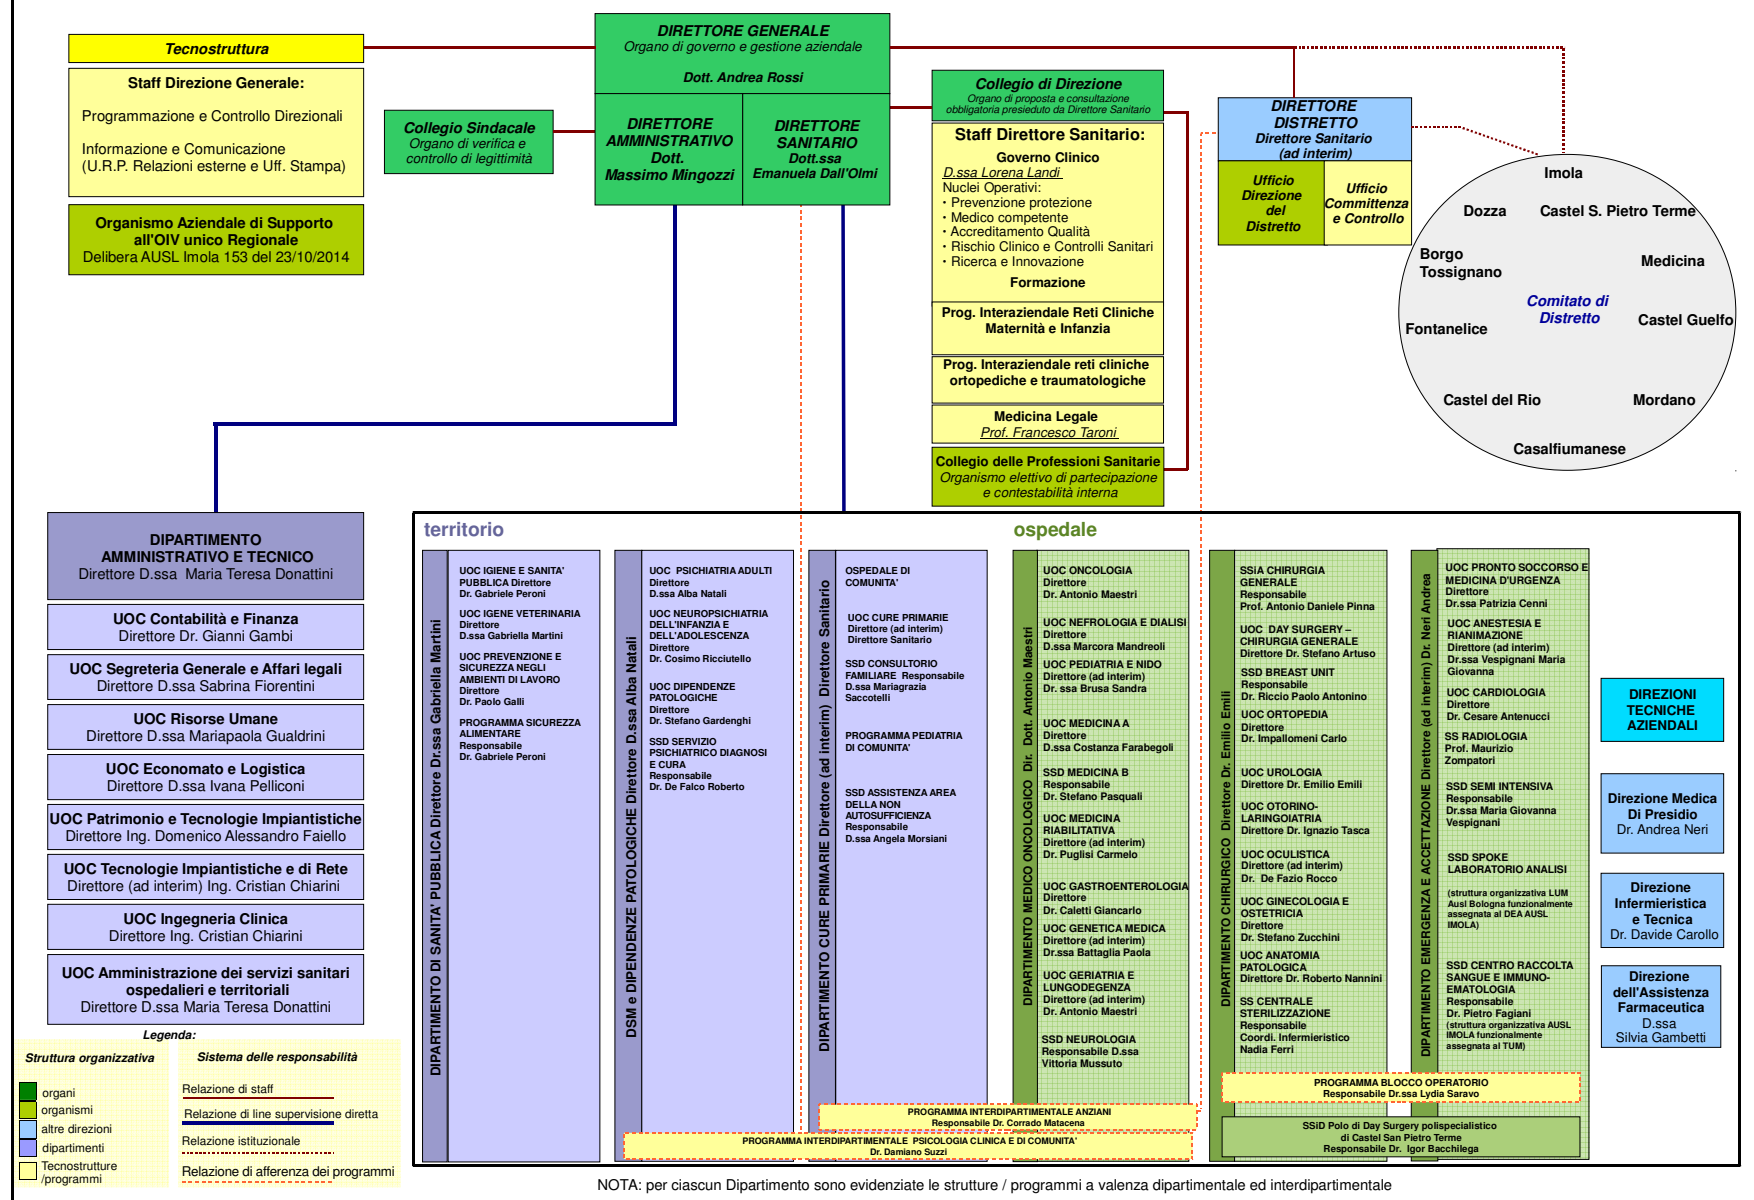 Tecnostruttura
Staff Direzione Generale:
Programmazione e Controllo Direzionali
Informazione e Comunicazione
(U.R.P. Relazioni esterne e Uff. Stampa)
Organismo Aziendale di Supporto
all'OIV unico Regionale
Delibera AUSL Imola 153 del 23/10/2014
DIRETTORE GENERALE
Organo di governo e gestione aziendale
Dott. Andrea Rossi
DIRETTORE
AMMINISTRATIVO
Dott.
Massimo Mingozzi
DIRETTORE
SANITARIO
Dott.ssa
Emanuela Dall'Olmi
Collegio Sindacale
Organo di verifica e
controllo di legittimità
Collegio di Direzione
Organo di proposta e consultazione
obbligatoria presieduto da Direttore Sanitario
Staff Direttore Sanitario:
Governo Clinico
D.ssa Lorena Landi
Nuclei Operativi:
• Prevenzione protezione
• Medico competente
• Accreditamento Qualità
• Rischio Clinico e Controlli Sanitari
• Ricerca e Innovazione
Formazione
Prog. Interaziendale Reti Cliniche
Maternità e Infanzia
Prog. Interaziendale reti cliniche
ortopediche e traumatologiche
Medicina Legale
Prof. Francesco Taroni
Collegio delle Professioni Sanitarie
Organismo elettivo di partecipazione
e contestabilità interna
DIRETTORE
DISTRETTO
Direttore Sanitario
(ad interim)
Ufficio
Direzione
del
Distretto
Ufficio
Committenza
e Controllo
Imola
Dozza
Castel S. Pietro Terme
Borgo
Tossignano
Medicina
Comitato di
Distretto
Fontanelice
Castel Guelfo
Castel del Rio
Mordano
Casalfiumanese
DIPARTIMENTO
AMMINISTRATIVO E TECNICO
Direttore D.ssa Maria Teresa Donattini
UOC Contabilità e Finanza
Direttore Dr. Gianni Gambi
UOC Segreteria Generale e Affari legali
Direttore D.ssa Sabrina Fiorentini
UOC Risorse Umane
Direttore D.ssa Mariapaola Gualdrini
UOC Economato e Logistica
Direttore D.ssa Ivana Pelliconi
UOC Patrimonio e Tecnologie Impiantistiche
Direttore Ing. Domenico Alessandro Faiello
UOC Tecnologie Impiantistiche e di Rete
Direttore (ad interim) Ing. Cristian Chiarini
UOC Ingegneria Clinica
Direttore Ing. Cristian Chiarini
UOC Amministrazione dei servizi sanitari
ospedalieri e territoriali
Direttore D.ssa Maria Teresa Donattini
Legenda:
Struttura organizzativa
organi
organismi
altre direzioni
dipartimenti
Tecnostrutture
/programmi
Sistema delle responsabilità
Relazione di staff
Relazione di line supervisione diretta
Relazione istituzionale
Relazione di afferenza dei programmi
territorio
DIPARTIMENTO DI SANITA' PUBBLICA Direttore Dr.ssa Gabriella Martini
UOC IGIENE E SANITA'
PUBBLICA Direttore
Dr. Gabriele Peroni
UOC IGENE VETERINARIA
Direttore
D.ssa Gabriella Martini
UOC PREVENZIONE E
SICUREZZA NEGLI
AMBIENTI DI LAVORO
Direttore
Dr. Paolo Galli
PROGRAMMA SICUREZZA
ALIMENTARE
Responsabile
Dr. Gabriele Peroni
DSM e DIPENDENZE PATOLOGICHE Direttore D.ssa Alba Natali
UOC PSICHIATRIA ADULTI
Direttore
D.ssa Alba Natali
UOC NEUROPSICHIATRIA
DELL'INFANZIA E
DELL'ADOLESCENZA
Direttore
Dr. Cosimo Ricciutello
UOC DIPENDENZE
PATOLOGICHE
Direttore
Dr. Stefano Gardenghi
SSD SERVIZIO
PSICHIATRICO DIAGNOSI
E CURA
Responsabile
Dr. De Falco Roberto
DIPARTIMENTO CURE PRIMARIE Direttore (ad interim) Direttore Sanitario
OSPEDALE DI
COMUNITA'
UOC CURE PRIMARIE
Direttore (ad interim)
Direttore Sanitario
SSD CONSULTORIO
FAMILIARE Responsabile
D.ssa Mariagrazia
Saccotelli
PROGRAMMA PEDIATRIA
DI COMUNITA'
SSD ASSISTENZA AREA
DELLA NON
AUTOSUFFICIENZA
Responsabile
D.ssa Angela Morsiani
ospedale
DIPARTIMENTO MEDICO ONCOLOGICO Dir. Dott. Antonio Maestri
UOC ONCOLOGIA
Direttore
Dr. Antonio Maestri
UOC NEFROLOGIA E DIALISI
Direttore
D.ssa Marcora Mandreoli
UOC PEDIATRIA E NIDO
Direttore (ad interim)
Dr. ssa Brusa Sandra
UOC MEDICINA A
Direttore
D.ssa Costanza Farabegoli
SSD MEDICINA B
Responsabile
Dr. Stefano Pasquali
UOC MEDICINA
RIABILITATIVA
Direttore (ad interim)
Dr. Puglisi Carmelo
UOC GASTROENTEROLOGIA
Direttore
Dr. Caletti Giancarlo
UOC GENETICA MEDICA
Direttore (ad interim)
Dr.ssa Battaglia Paola
UOC GERIATRIA E
LUNGODEGENZA
Direttore (ad interim)
Dr. Antonio Maestri
SSD NEUROLOGIA
Responsabile D.ssa
Vittoria Mussuto
DIPARTIMENTO CHIRURGICO Direttore Dr. Emilio Emili
SSiA CHIRURGIA
GENERALE
Responsabile
Prof. Antonio Daniele Pinna
UOC DAY SURGERY –
CHIRURGIA GENERALE
Direttore Dr. Stefano Artuso
SSD BREAST UNIT
Responsabile
Dr. Riccio Paolo Antonino
UOC ORTOPEDIA
Direttore
Dr. Impallomeni Carlo
UOC UROLOGIA
Direttore Dr. Emilio Emili
UOC OTORINO-
LARINGOIATRIA
Direttore Dr. Ignazio Tasca
UOC OCULISTICA
Direttore (ad interim)
Dr. De Fazio Rocco
UOC GINECOLOGIA E
OSTETRICIA
Direttore
Dr. Stefano Zucchini
UOC ANATOMIA
PATOLOGICA
Direttore Dr. Roberto Nannini
SS CENTRALE
STERILIZZAZIONE
Responsabile
Coordi. Infermieristico
Nadia Ferri
DIPARTIMENTO EMERGENZA E ACCETTAZIONE Direttore (ad interim) Dr. Neri Andrea
UOC PRONTO SOCCORSO E
MEDICINA D'URGENZA
Direttore
Dr.ssa Patrizia Cenni
UOC ANESTESIA E
RIANIMAZIONE
Direttore (ad interim)
Dr.ssa Vespignani Maria
Giovanna
UOC CARDIOLOGIA
Direttore
Dr. Cesare Antenucci
SS RADIOLOGIA
Prof. Maurizio
Zompatori
SSD SEMI INTENSIVA
Responsabile
Dr.ssa Maria Giovanna
Vespignani
SSD SPOKE
LABORATORIO ANALISI
(struttura organizzativa LUM
Ausl Bologna funzionalmente
assegnata al DEA AUSL
IMOLA)
SSD CENTRO RACCOLTA
SANGUE E IMMUNO-
EMATOLOGIA
Responsabile
Dr. Pietro Fagiani
(struttura organizzativa AUSL
IMOLA funzionalmente
assegnata al TUM)
DIREZIONI
TECNICHE
AZIENDALI
Direzione Medica
Di Presidio
Dr. Andrea Neri
Direzione
Infermieristica
e Tecnica
Dr. Davide Carollo
Direzione
dell'Assistenza
Farmaceutica
D.ssa
Silvia Gambetti
PROGRAMMA BLOCCO OPERATORIO
Responsabile Dr.ssa Lydia Saravo
PROGRAMMA INTERDIPARTIMENTALE ANZIANI
Responsabile Dr. Corrado Matacena
SSiD Polo di Day Surgery polispecialistico
di Castel San Pietro Terme
Responsabile Dr. Igor Bacchilega
PROGRAMMA INTERDIPARTIMENTALE PSICOLOGIA CLINICA E DI COMUNITA'
Dr. Damiano Suzzi
NOTA: per ciascun Dipartimento sono evidenziate le strutture / programmi a valenza dipartimentale ed interdipartimentale